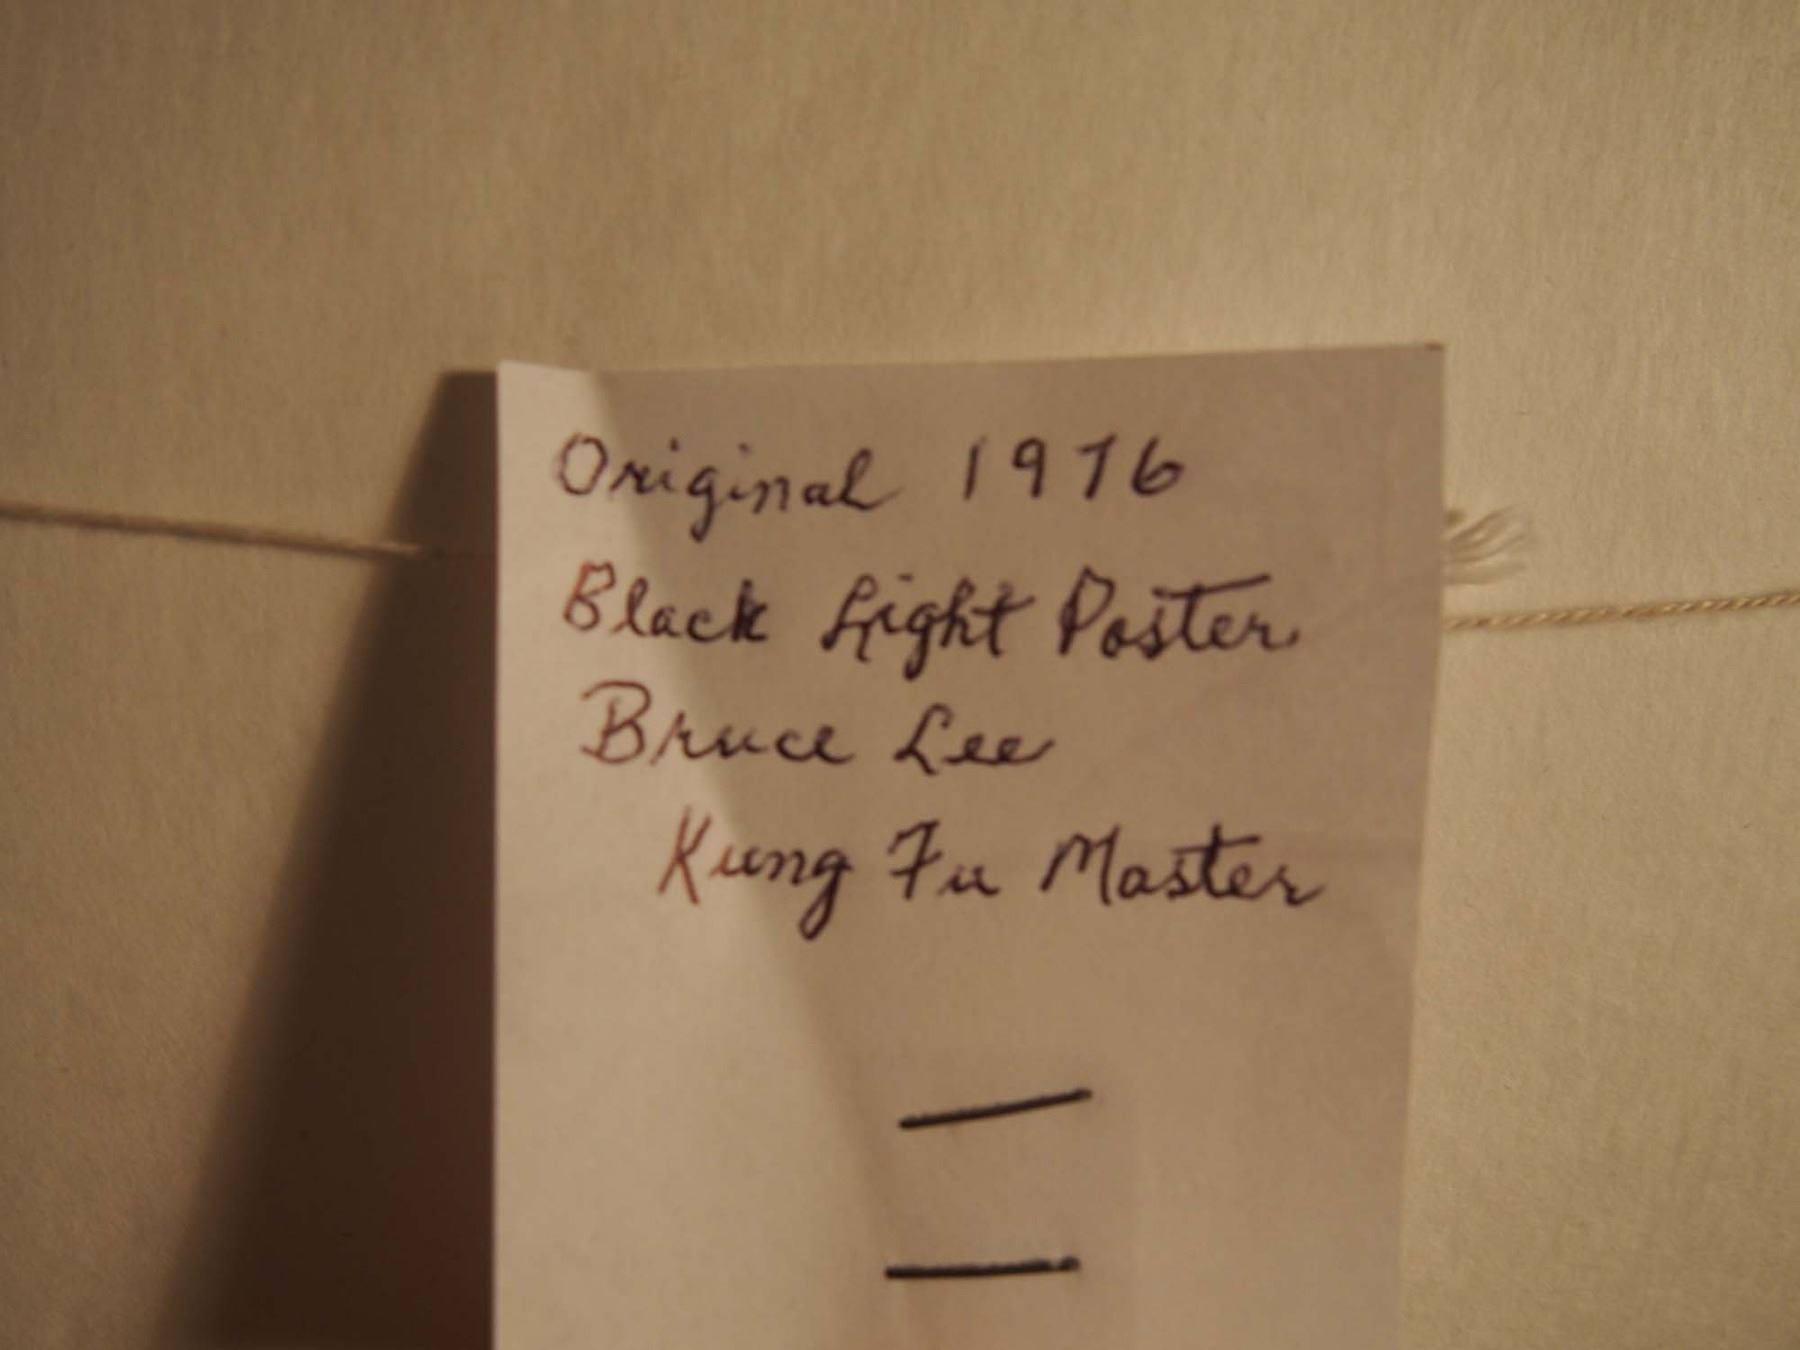 Original 1976
Black Light Poster
Bruce Lee
Kung Fu Master